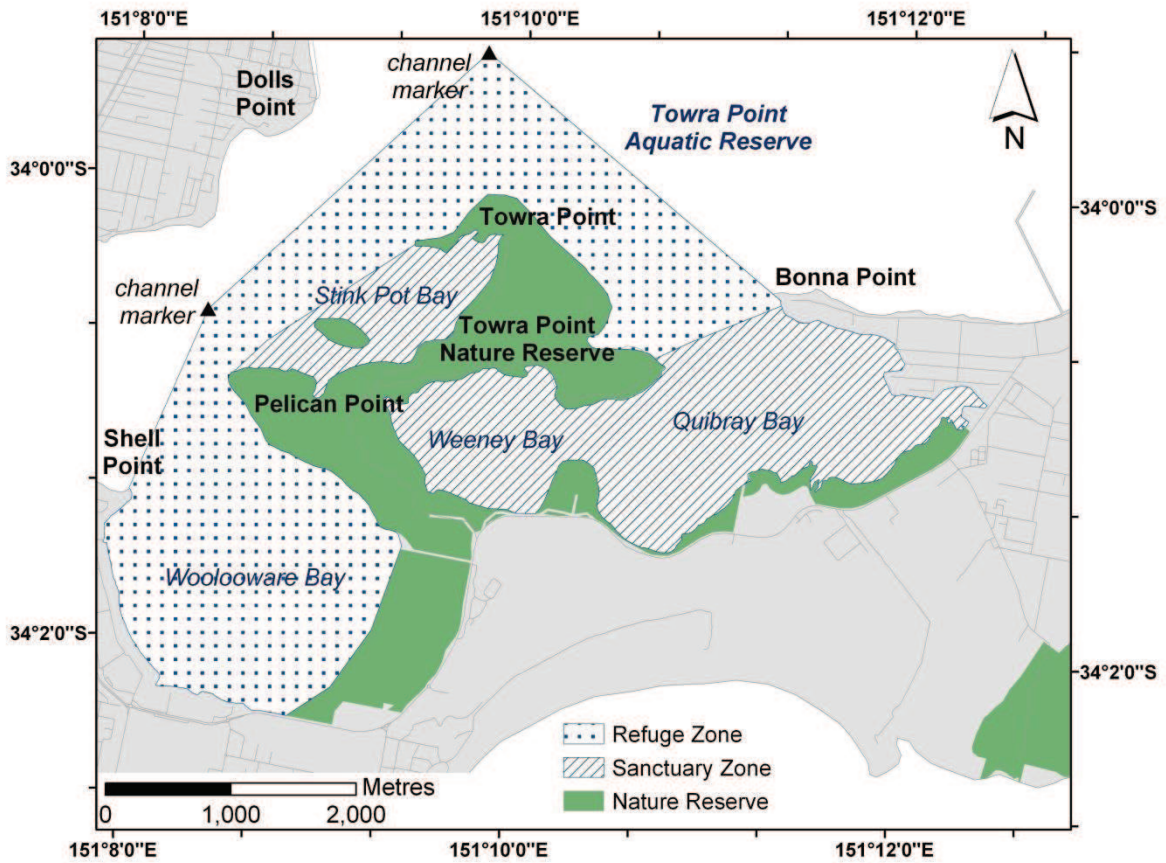 151°8'0"E
151°10'0"E
151°12'0"E
channel
marker
Dolls
Point
Towra Point
Aquatic Reserve
N
34°0'0"S
34°0'0"S
Towra Point
Bonna Point
channel
marker
Stink Pot Bay
Towra Point
Nature Reserve
Pelican Point
Quibray Bay
Weeney Bay
Shell
Point
Woolooware Bay
34°2'0"S
34°2'0"S
Refuge Zone
Sanctuary Zone
Nature Reserve
Metres
0
1,000
2,000
151°8'0"E
151°10'0"E
151°12'0"E